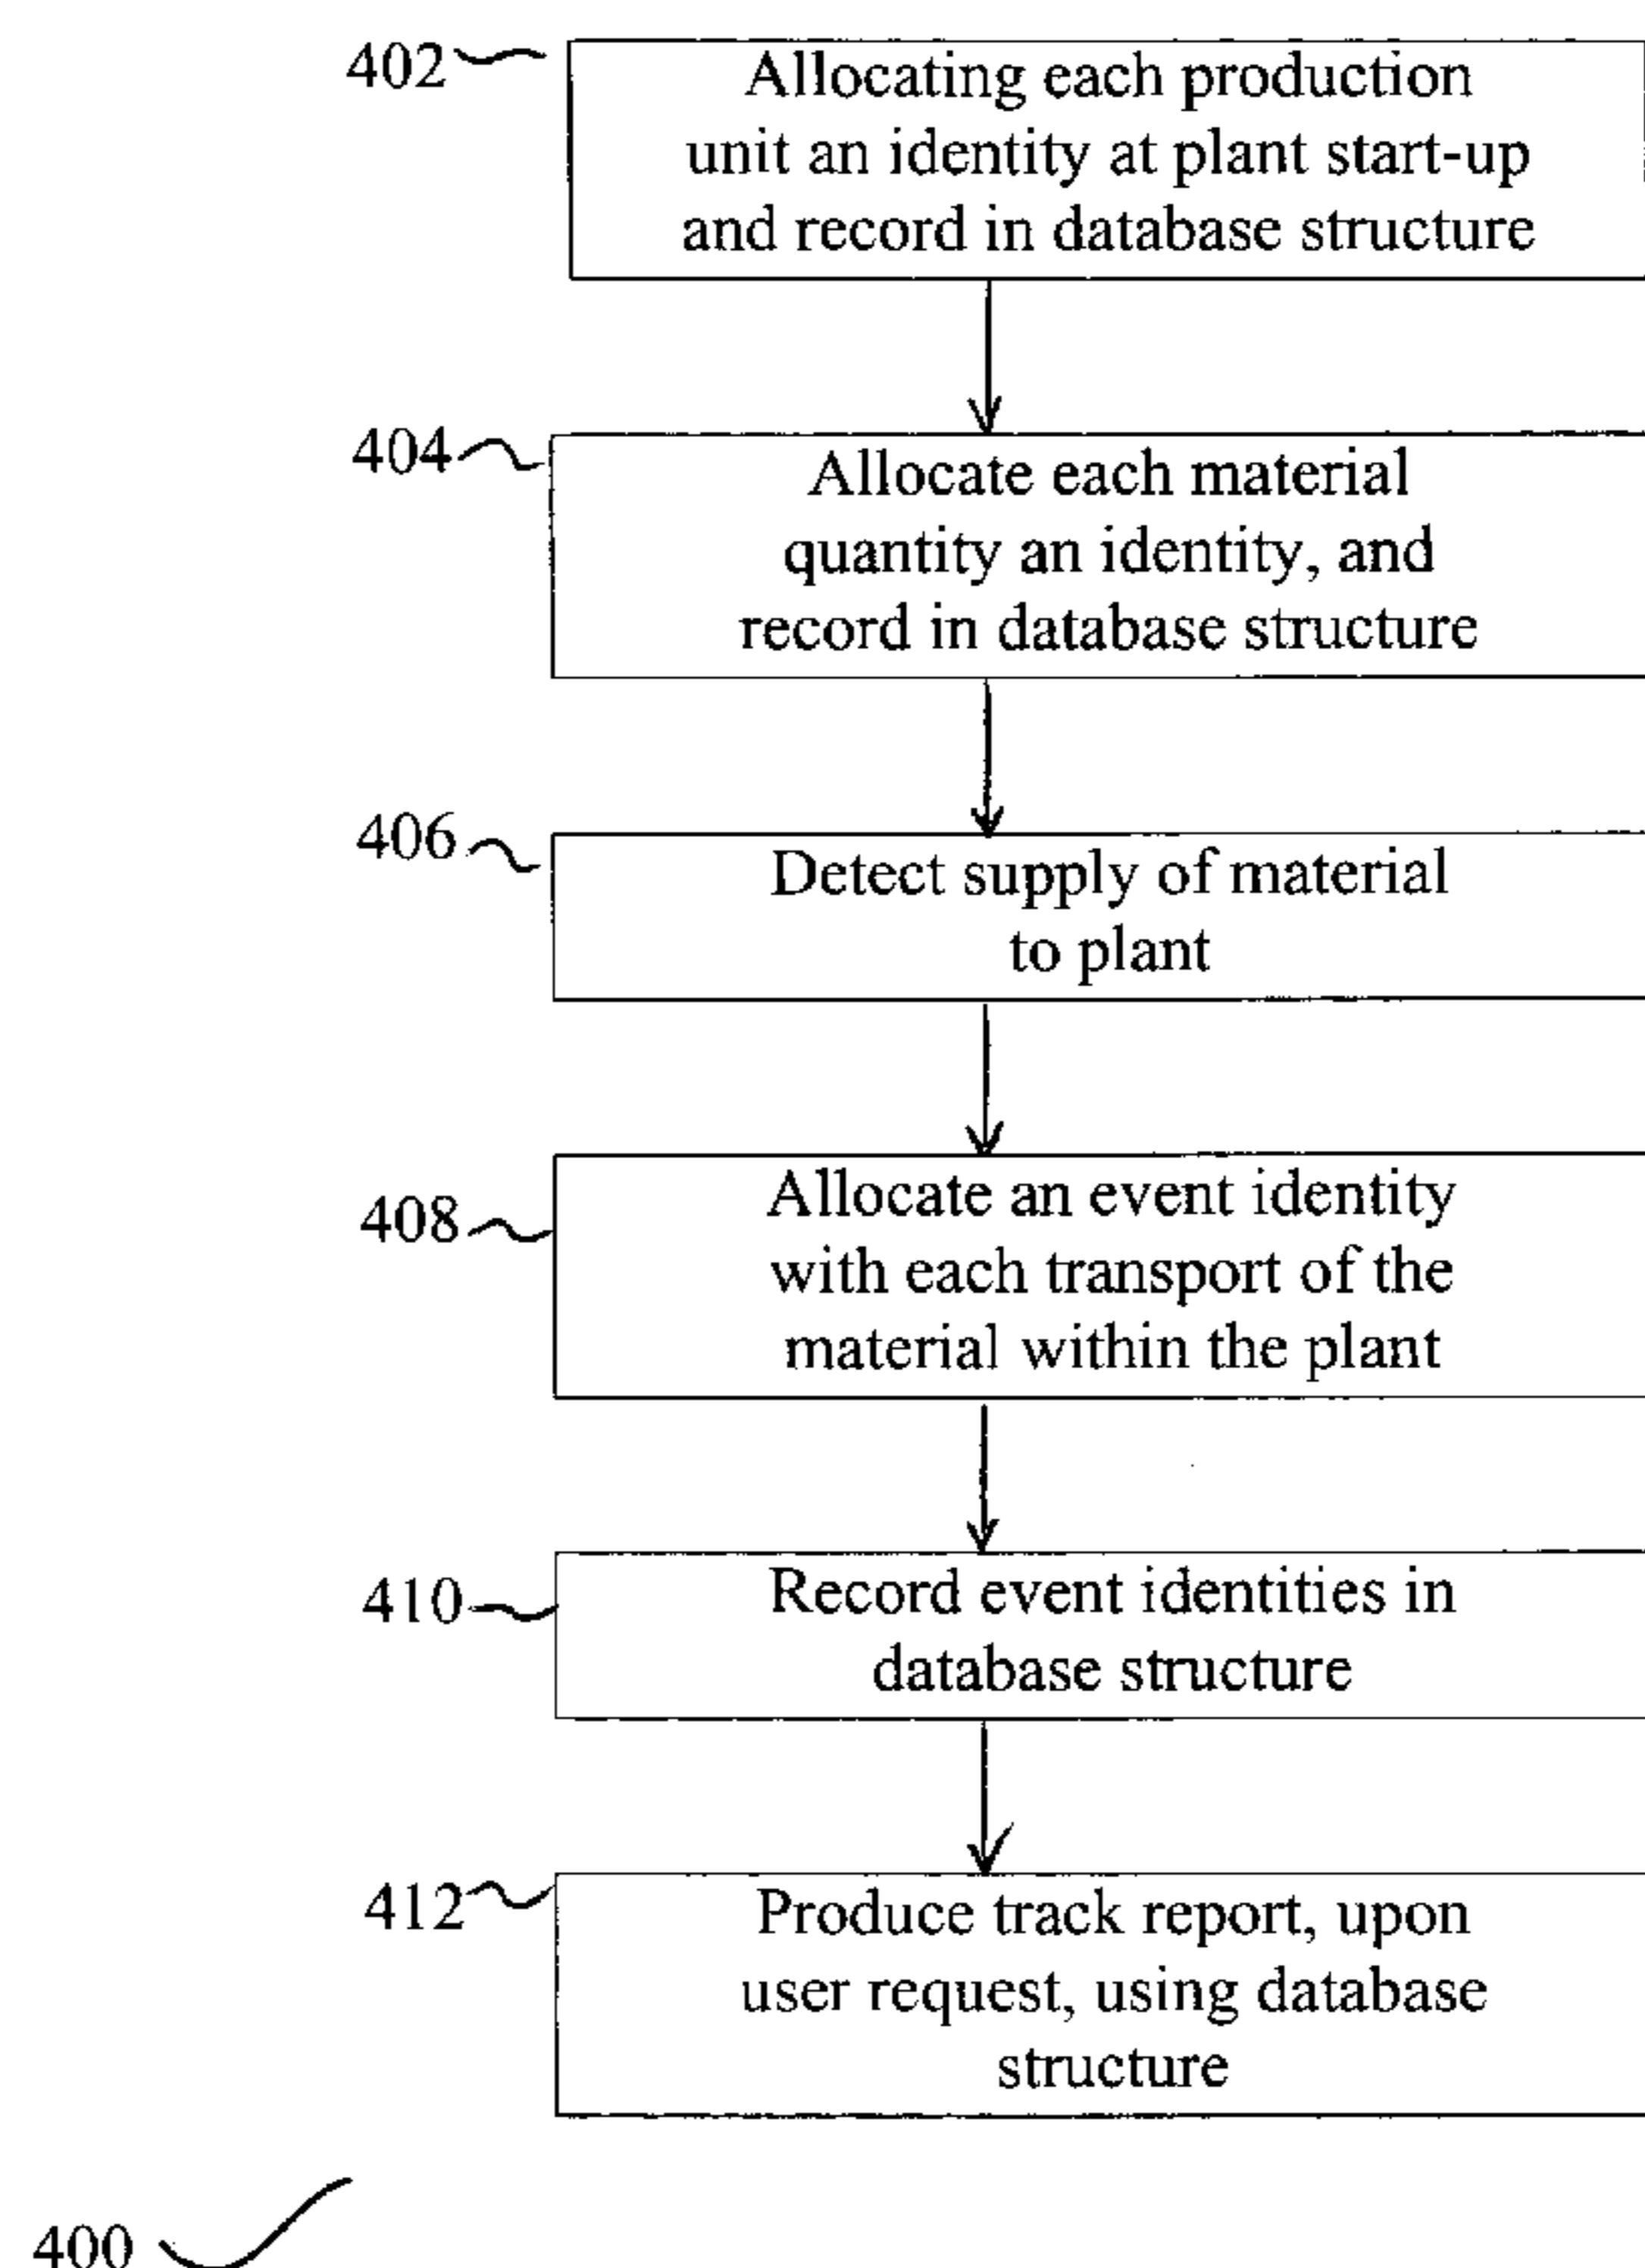 402
Allocating each production
unit an identity at plant start-up
and record in database structure
404
Allocate each material
quantity an identity, and
record in database structure
406
Detect supply of material
to plant
408
Allocate an event identity
with each transport of the
material within the plant
410
Record event identities in
database structure
412
Produce track report, upon
user request, using database
structure
400